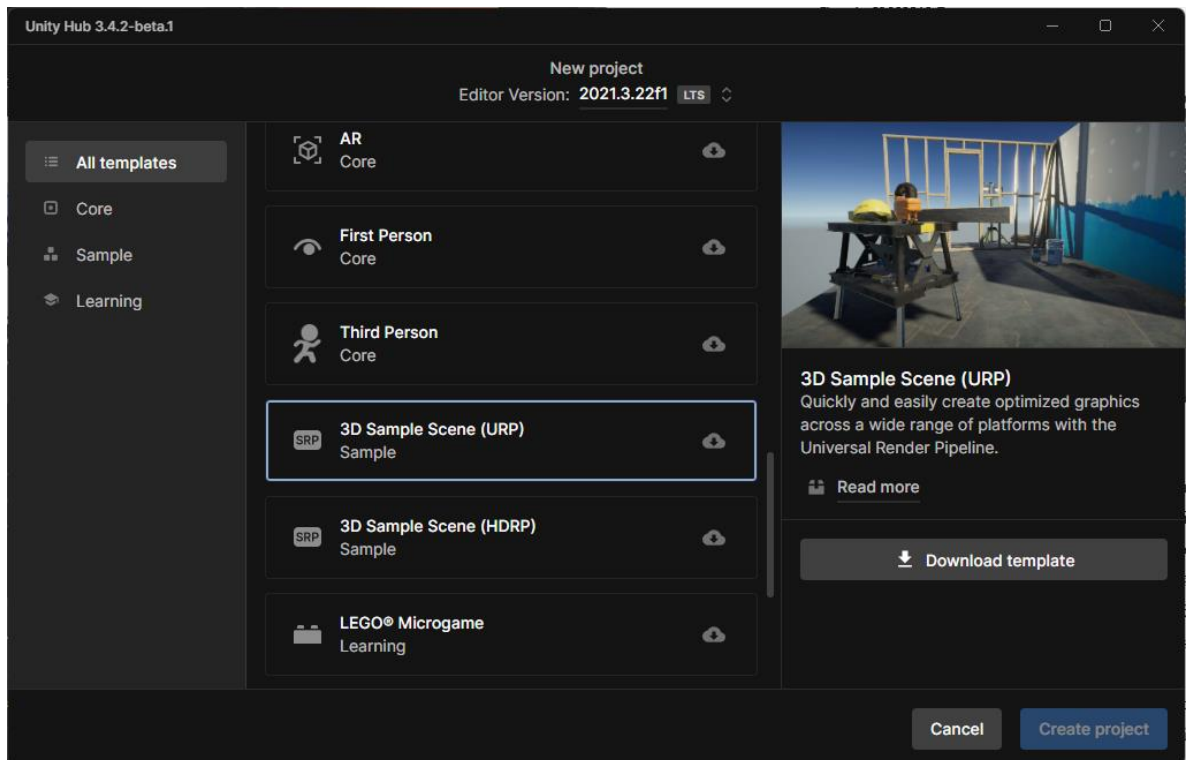 Unity Hub 3.4.2-beta.1
New project
Editor Version: 2021.3.22f1 LTS
All templates
Core
Sample
Learning
AR
Core
First Person
Core
Third Person
Core
SRP
3D Sample Scene (URP)
Sample
SRP
3D Sample Scene (HDRP)
Sample
LEGO® Microgame
Learning
3D Sample Scene (URP)
Quickly and easily create optimized graphics
across a wide range of platforms with the
Universal Render Pipeline.
Read more
Download template
Cancel
Create project